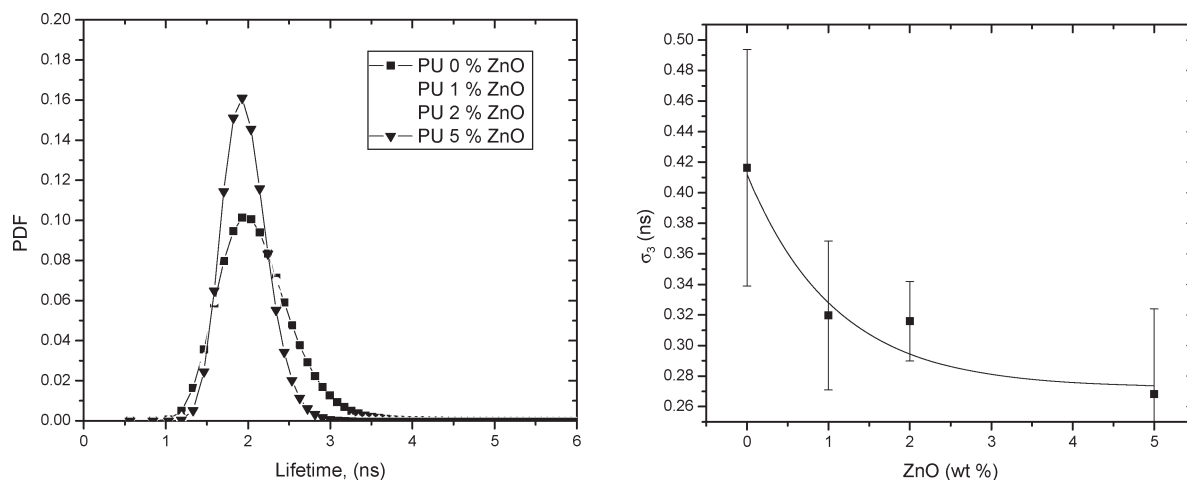 0.20
0.18
0.16
0.14
0.12
0.10
0.08
0.06
0.04
0.02
0.00
PDF
PU 0 % ZnO
PU 1 % ZnO
PU 2 % ZnO
PU 5 % ZnO
0 1 2 3 4 5 6
Lifetime, (ns)
0.50
0.48
0.46
0.44
0.42
0.40
0.38
0.36
0.34
0.32
0.30
0.28
0.26
σ₃ (ns)
0 1 2 3 4 5
ZnO (wt %)